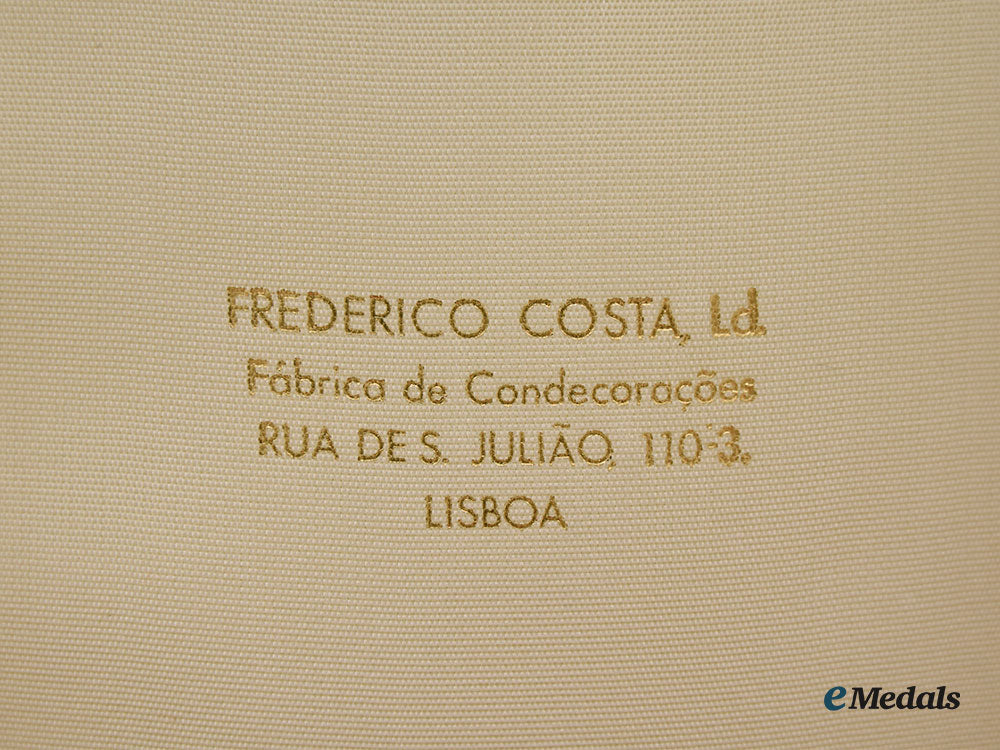 FREDERICO COSTA, Ld.
Fábrica de Condecorações
RUA DE S. JULIÃO, 110-3.
LISBOA
eMedals